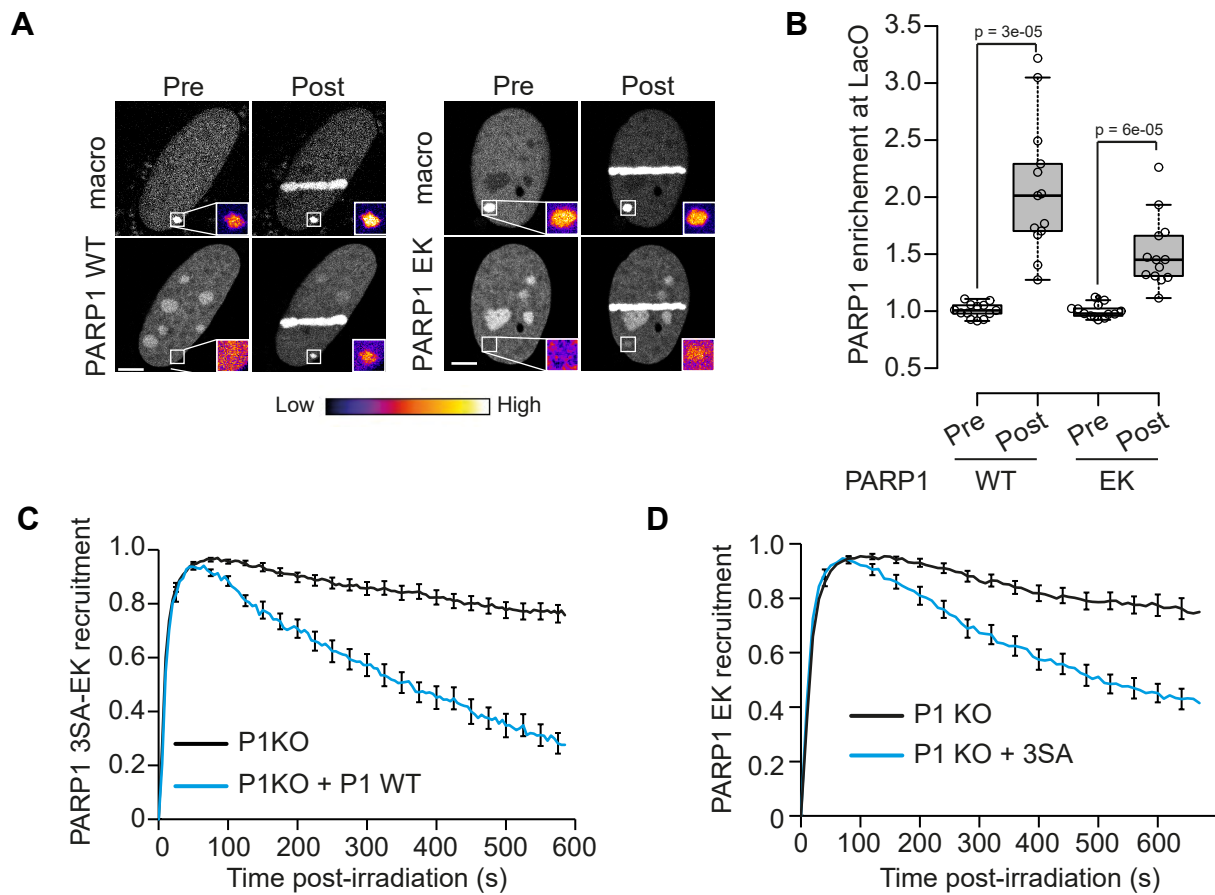 A
Pre Post
Pre Post
macro
PARP1 WT
macro
PARP1 EK
Low High
B
PARP1 enrichement at LacO
3.5
3.0
2.5
2.0
1.5
1.0
0.5
p = 3e-05
p = 6e-05
Pre Post Pre Post
PARP1 WT EK
C
PARP1 3SA-EK recruitment
1.0
0.8
0.6
0.4
0.2
0
P1KO
P1KO + P1 WT
0 100 200 300 400 500 600
Time post-irradiation (s)
D
PARP1 EK recruitment
1.0
0.8
0.6
0.4
0.2
0
P1 KO
P1 KO + 3SA
0 100 200 300 400 500 600
Time post-irradiation (s)